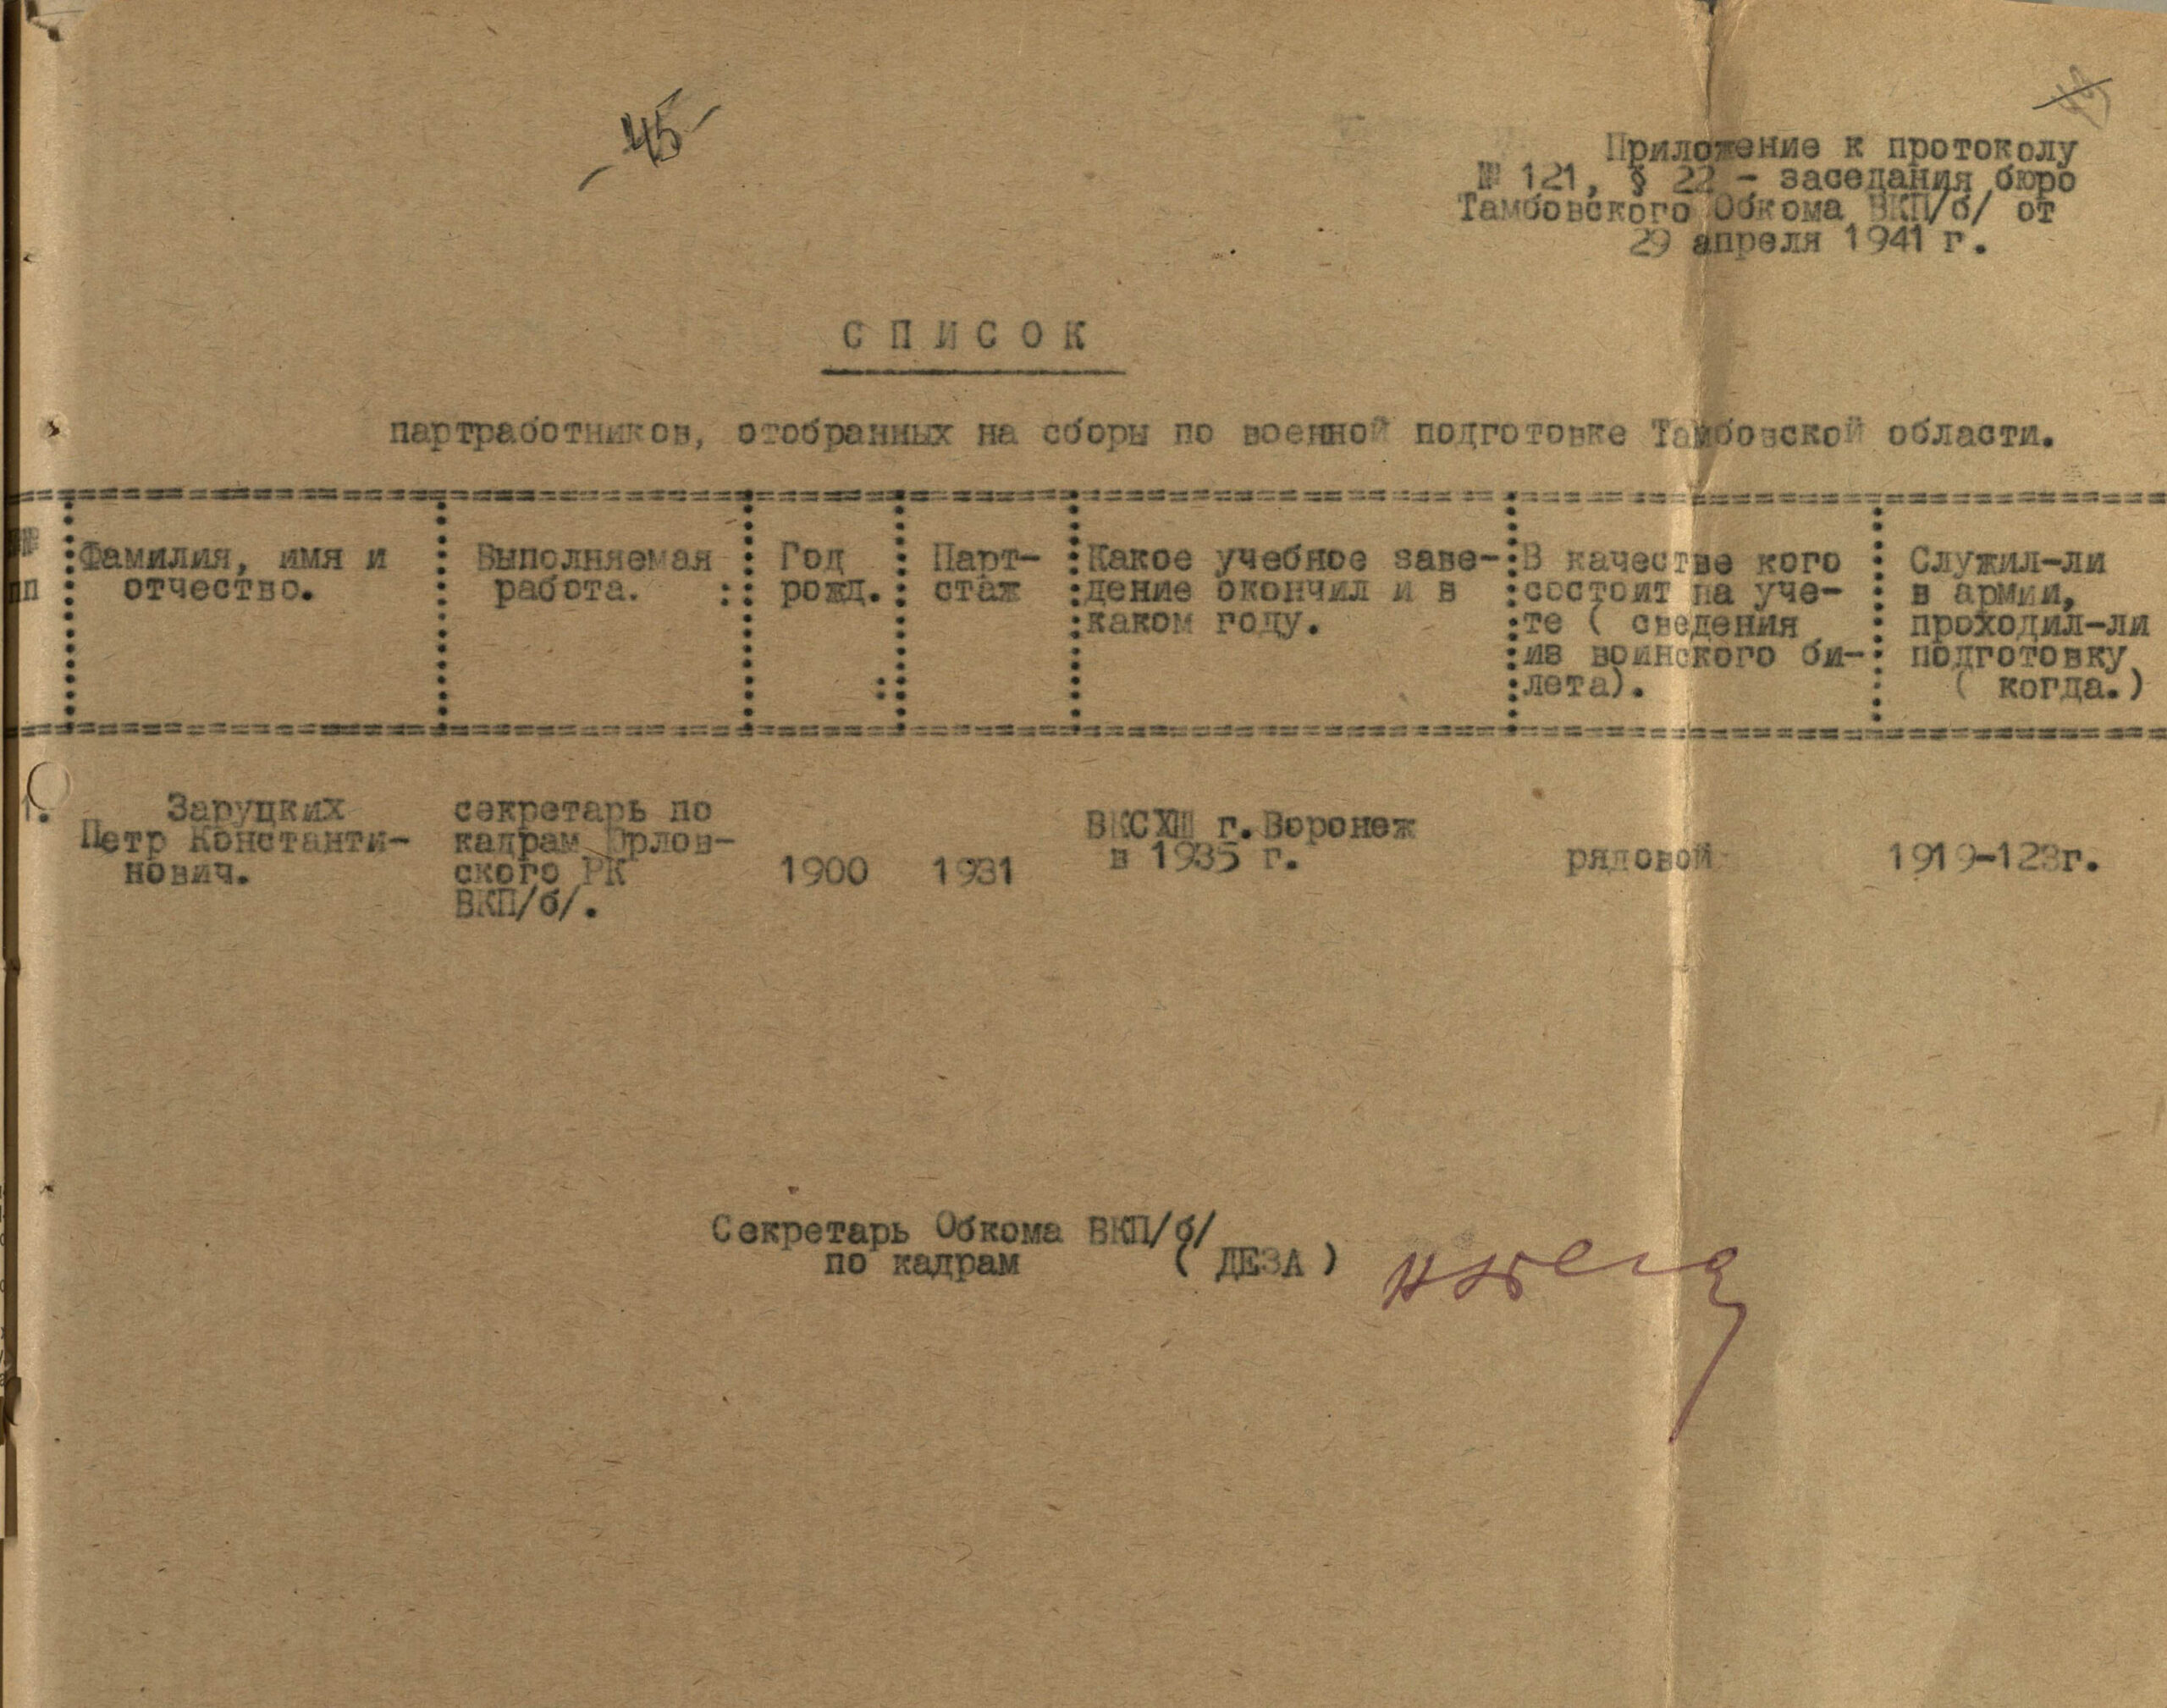 - 45 -
Приложение к протоколу
№ 121, § 22 - заседания бюро
Тамбовского Обкома ВКП/б/ от
29 апреля 1941 г.
СПИСОК
партработников, отобранных на сборы по военной подготовке Тамбовской области.
№ пп
Фамилия, имя и
отчество.
Выполняемая
работа.
Год
рожд.
Парт-
стаж
Какое учебное заве-
дение окончил и в
каком году.
В качестве кого
состоит на уче-
те ( сведения
из воинского би-
лета).
Служил-ли
в армии,
проходил-ли
подготовку
( когда.)
1.
Заруцких
Петр Константи-
нович.
секретарь по
кадрам Орлов-
ского РК
ВКП/б/.
1900
1931
ВКСХШ г.Воронеж
в 1935 г.
рядовой
1919-123г.
Секретарь Обкома ВКП/б/
по кадрам ( ДЕЗА )